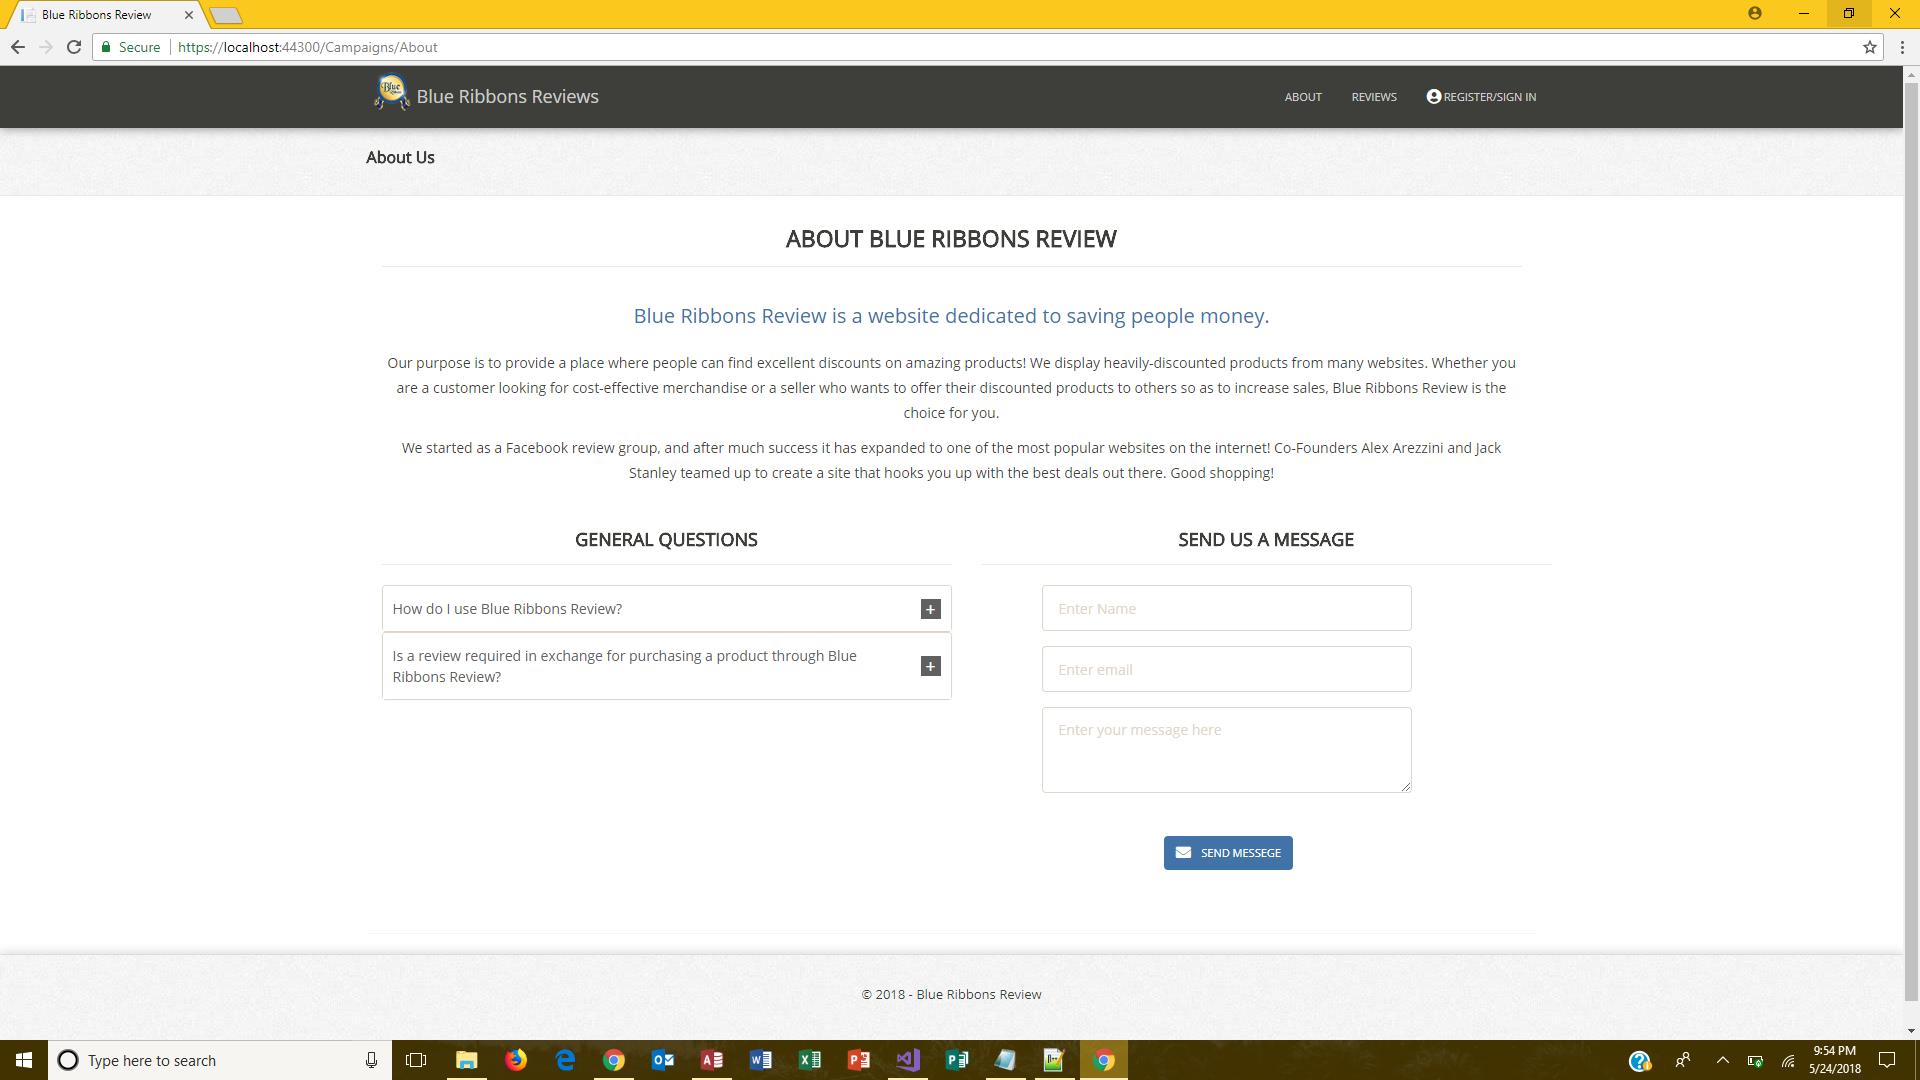 Blue Ribbons Review
Secure
https://localhost:44300/Campaigns/About
Blue
Blue Ribbons Reviews
ABOUT
REVIEWS
REGISTER/SIGN IN
About Us
ABOUT BLUE RIBBONS REVIEW
Blue Ribbons Review is a website dedicated to saving people money.
Our purpose is to provide a place where people can find excellent discounts on amazing products! We display heavily-discounted products from many websites. Whether you
are a customer looking for cost-effective merchandise or a seller who wants to offer their discounted products to others so as to increase sales, Blue Ribbons Review is the
choice for you.
We started as a Facebook review group, and after much success it has expanded to one of the most popular websites on the internet! Co-Founders Alex Arezzini and Jack
Stanley teamed up to create a site that hooks you up with the best deals out there. Good shopping!
GENERAL QUESTIONS
How do I use Blue Ribbons Review?
Is a review required in exchange for purchasing a product through Blue
Ribbons Review?
SEND US A MESSAGE
Enter Name
Enter email
Enter your message here
SEND MESSEGE
© 2018 - Blue Ribbons Review
Type here to search
9:54 PM
5/24/2018